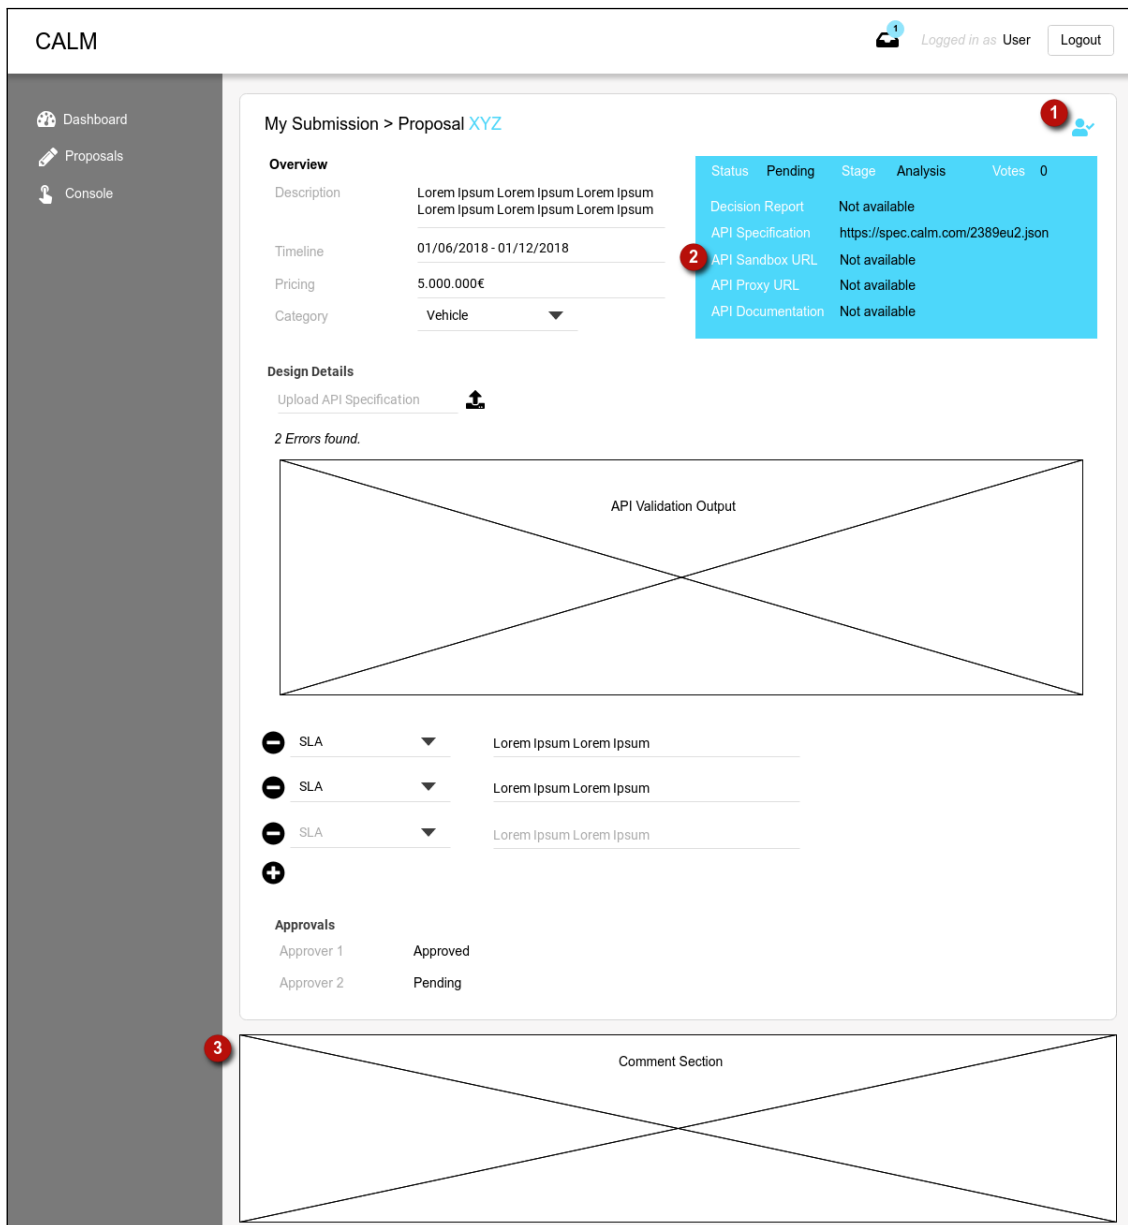 CALM
1
Logged in as User
Logout
Dashboard
Proposals
Console
My Submission > Proposal XYZ
1
Overview
Description
Lorem Ipsum Lorem Ipsum Lorem Ipsum
Lorem Ipsum Lorem Ipsum Lorem Ipsum
Timeline
01/06/2018 - 01/12/2018
Pricing
5.000.000€
Category
Vehicle
Status Pending Stage Analysis Votes 0
Decision Report Not available
API Specification https://spec.calm.com/2389eu2.json
2
API Sandbox URL Not available
API Proxy URL Not available
API Documentation Not available
Design Details
Upload API Specification
2 Errors found.
API Validation Output
SLA Lorem Ipsum Lorem Ipsum
SLA Lorem Ipsum Lorem Ipsum
SLA Lorem Ipsum Lorem Ipsum
Approvals
Approver 1 Approved
Approver 2 Pending
3
Comment Section